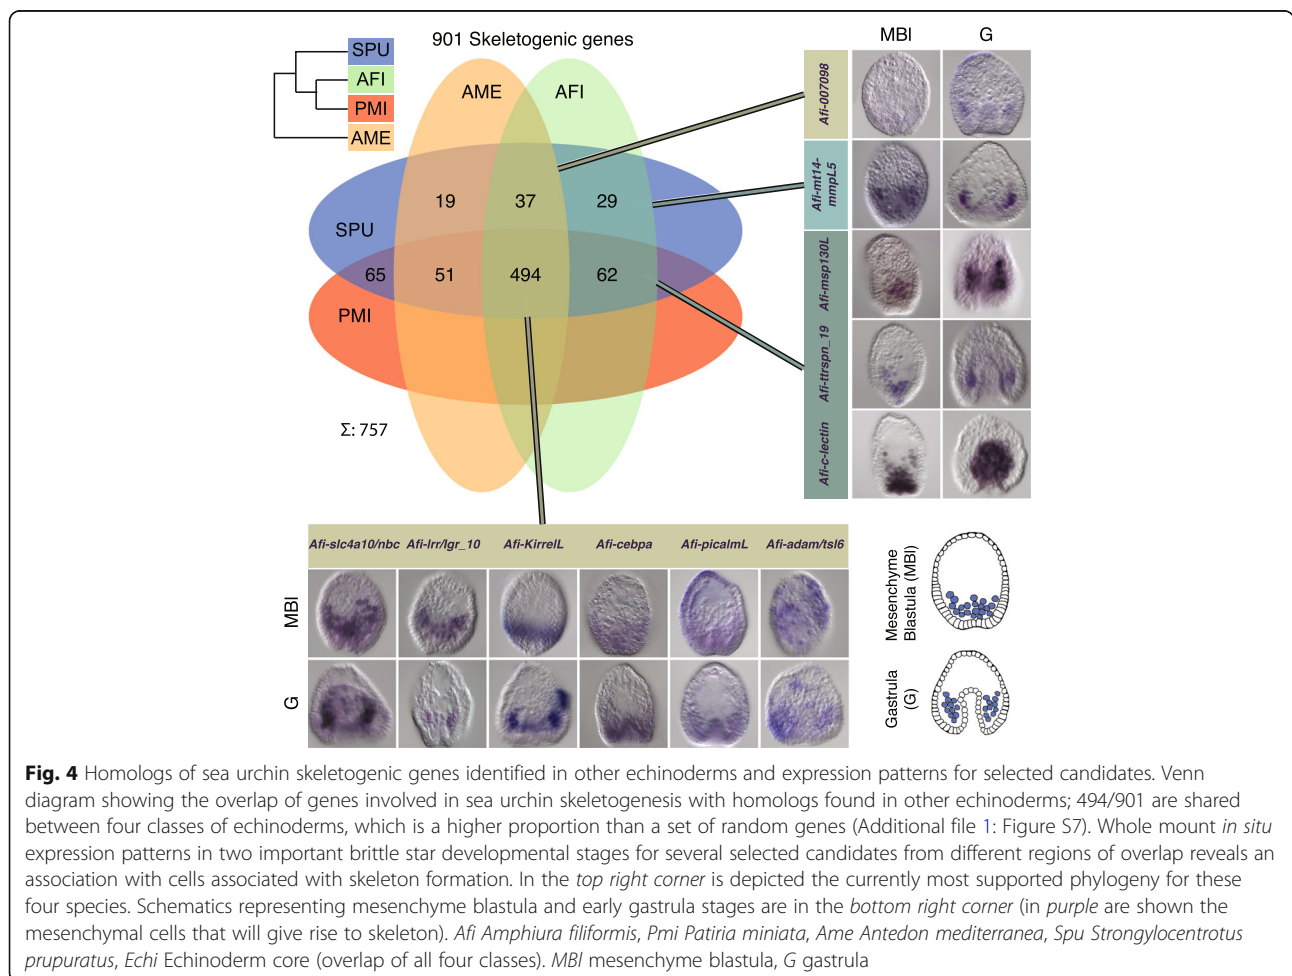 901 Skeletogenic genes
SPU
AFI
PMI
AME
AME
AFI
SPU
PMI
19
37
29
65
51
494
62
Σ: 757
MBl
G
Afi-007098
Afi-mt14-
mmpL5
Afi-msp130L
Afi-ttrspn_19
Afi-c-lectin
Afi-slc4a10/nbc
Afi-lrr/lgr_10
Afi-KirrelL
Afi-cebpa
Afi-picalmL
Afi-adam/tsl6
MBl
G
Mesenchyme
Blastula (MBl)
Gastrula
(G)
Fig. 4 Homologs of sea urchin skeletogenic genes identified in other echinoderms and expression patterns for selected candidates. Venn
diagram showing the overlap of genes involved in sea urchin skeletogenesis with homologs found in other echinoderms; 494/901 are shared
between four classes of echinoderms, which is a higher proportion than a set of random genes (Additional file 1: Figure S7). Whole mount in situ
expression patterns in two important brittle star developmental stages for several selected candidates from different regions of overlap reveals an
association with cells associated with skeleton formation. In the top right corner is depicted the currently most supported phylogeny for these
four species. Schematics representing mesenchyme blastula and early gastrula stages are in the bottom right corner (in purple are shown the
mesenchymal cells that will give rise to skeleton). Afi Amphiura filiformis, Pmi Patiria miniata, Ame Antedon mediterranea, Spu Strongylocentrotus
prupuratus, Echi Echinoderm core (overlap of all four classes). MBl mesenchyme blastula, G gastrula